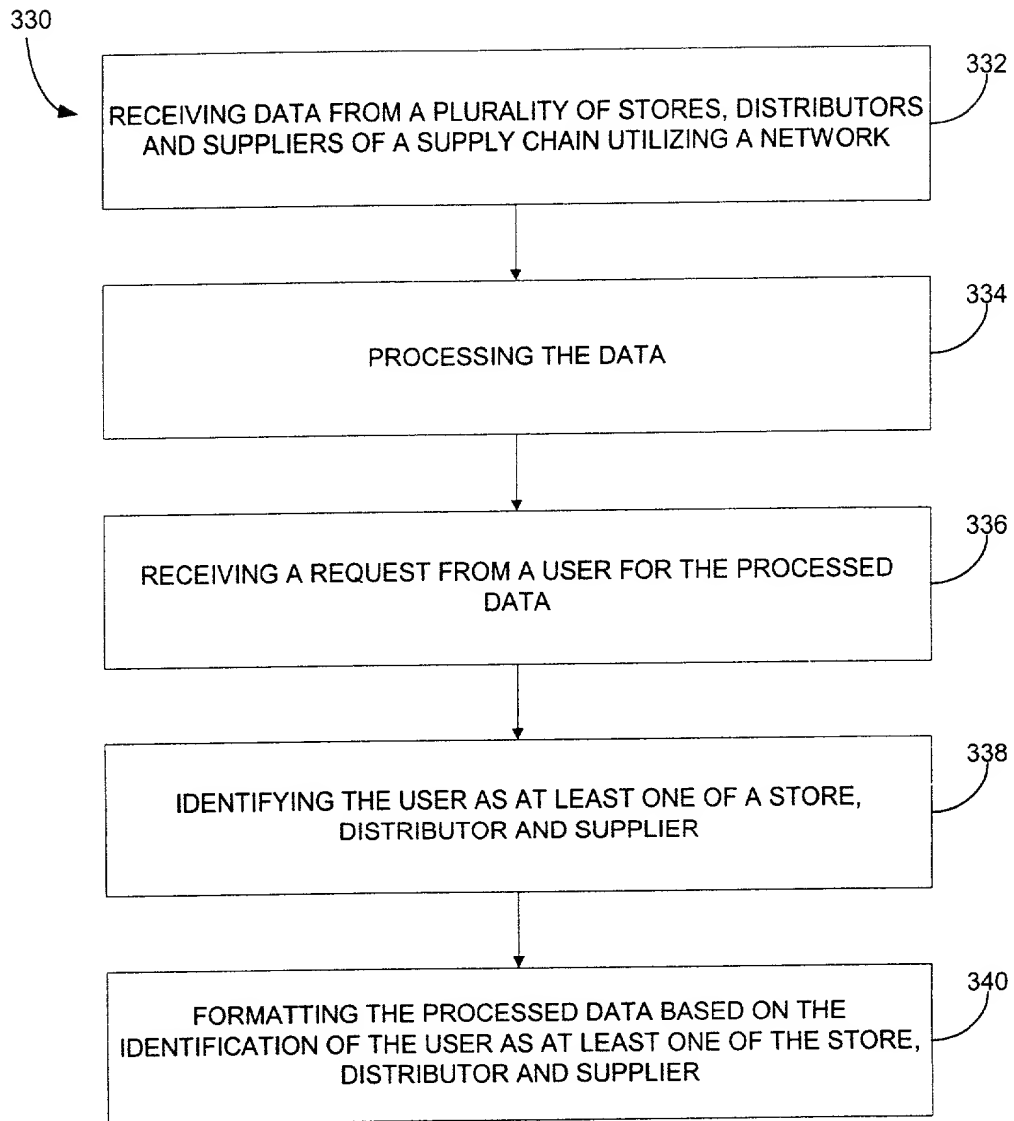 330
332
RECEIVING DATA FROM A PLURALITY OF STORES, DISTRIBUTORS
AND SUPPLIERS OF A SUPPLY CHAIN UTILIZING A NETWORK
334
PROCESSING THE DATA
336
RECEIVING A REQUEST FROM A USER FOR THE PROCESSED
DATA
338
IDENTIFYING THE USER AS AT LEAST ONE OF A STORE,
DISTRIBUTOR AND SUPPLIER
340
FORMATTING THE PROCESSED DATA BASED ON THE
IDENTIFICATION OF THE USER AS AT LEAST ONE OF THE STORE,
DISTRIBUTOR AND SUPPLIER